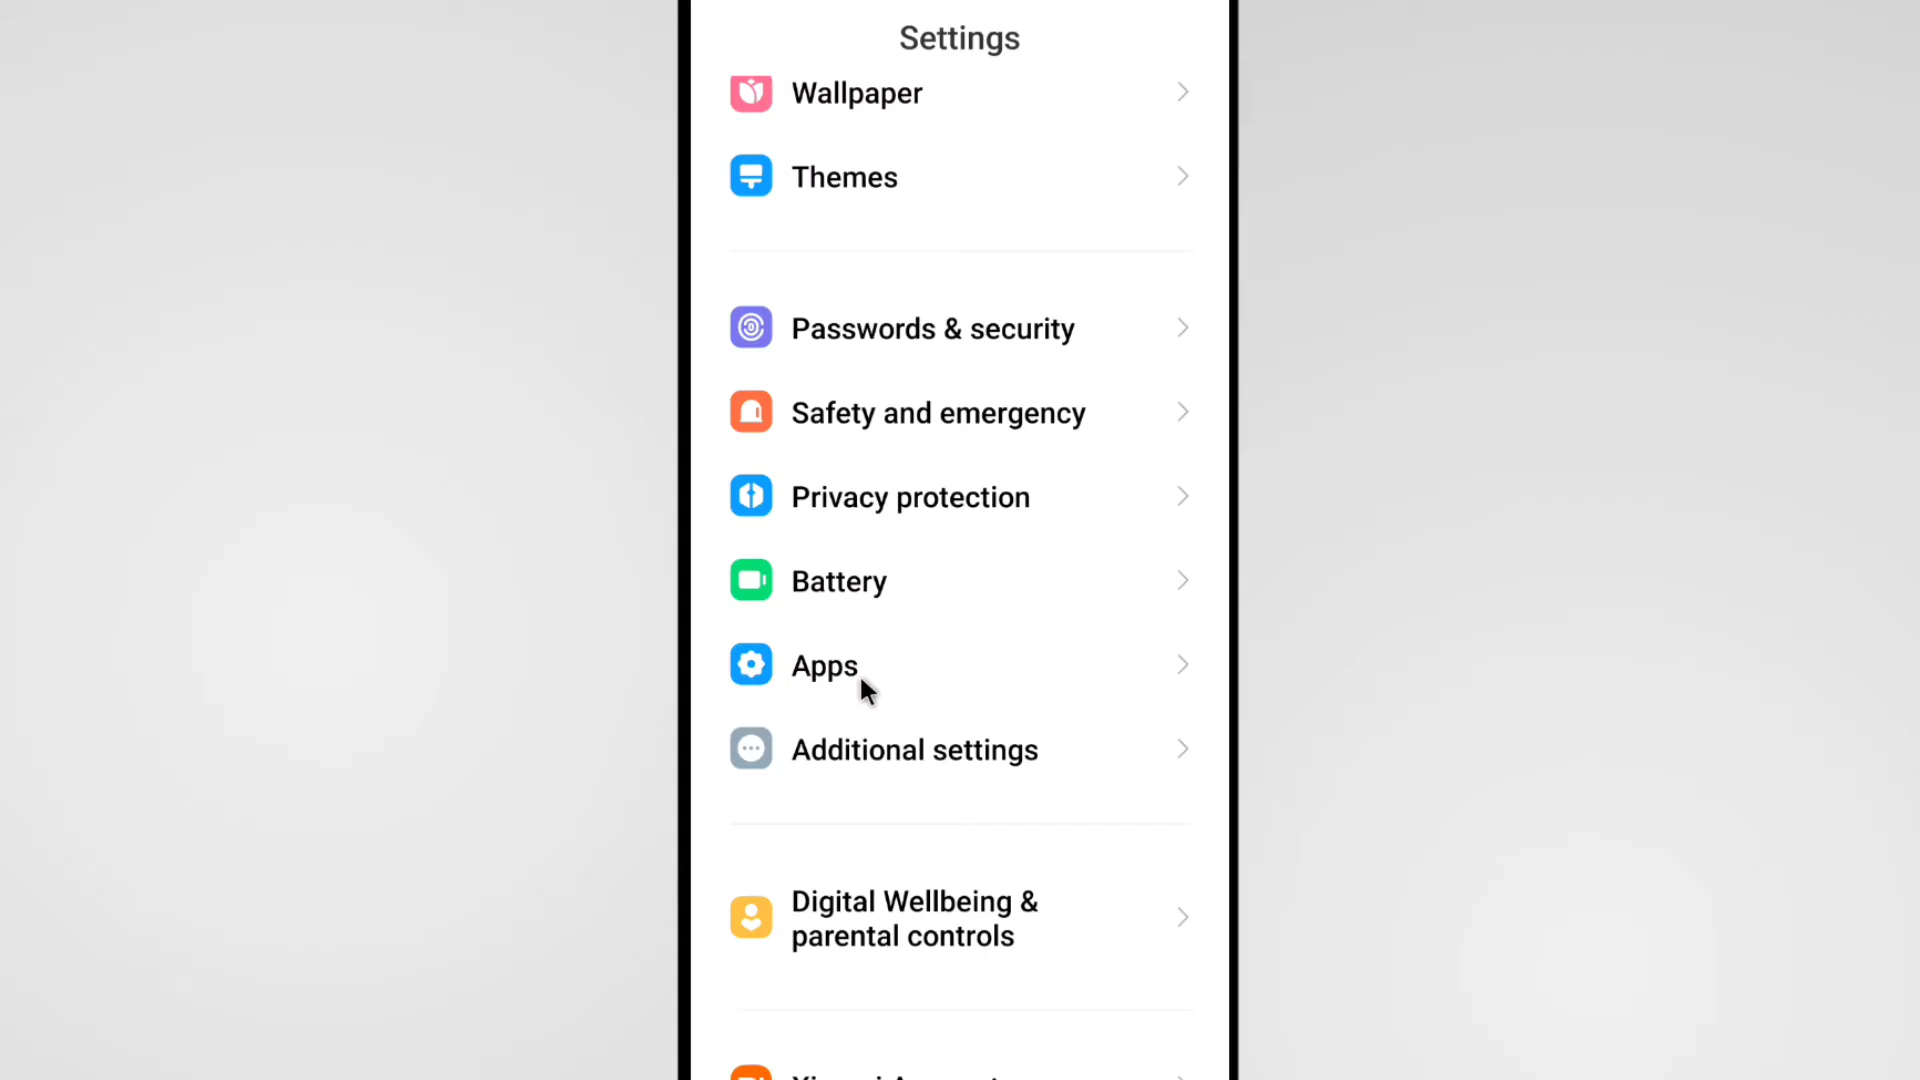 Settings
Wallpaper
Themes
Passwords & security
Safety and emergency
Privacy protection
Battery
Apps
Additional settings
Digital Wellbeing &
parental controls